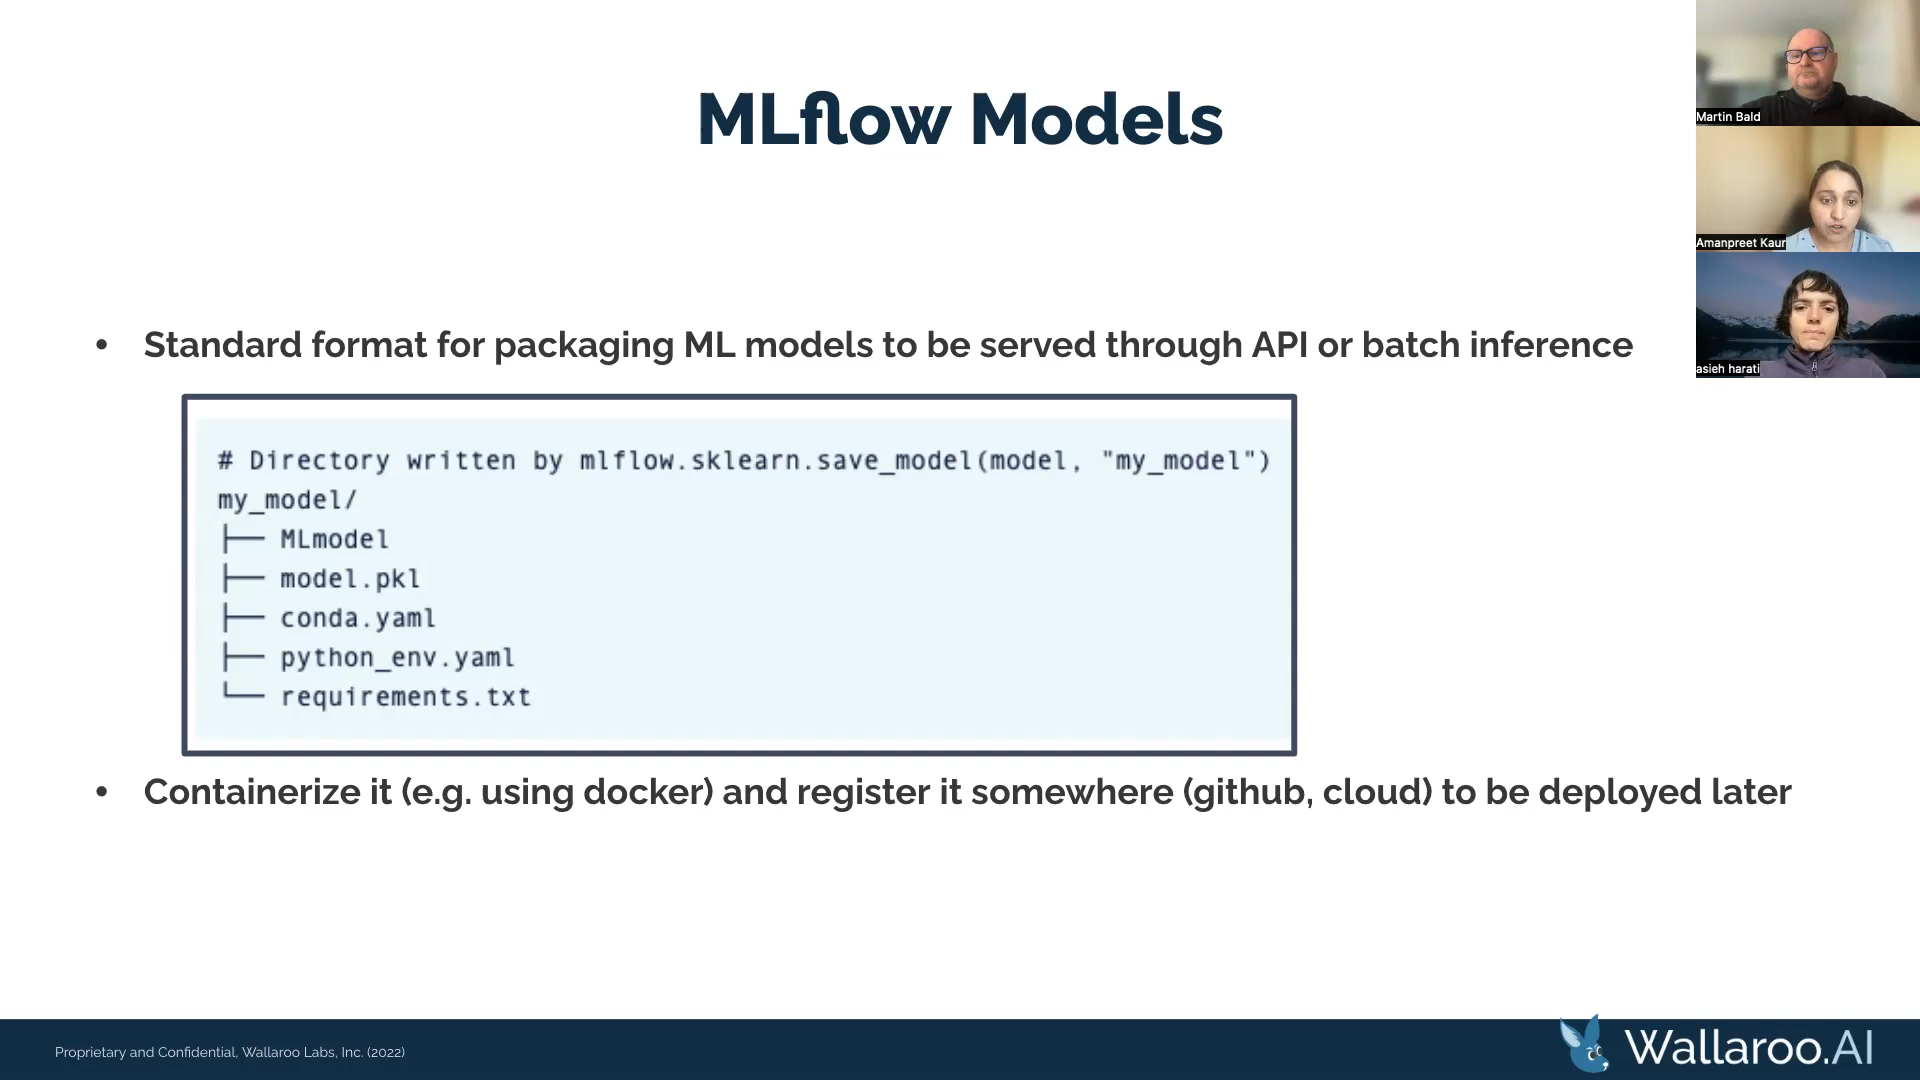 MLflow Models
Martin Bald
Amanpreet Kaur
asieh harati
• Standard format for packaging ML models to be served through API or batch inference
# Directory written by mlflow.sklearn.save_model(model, "my_model")
my_model/
├── MLmodel
├── model.pkl
├── conda.yaml
├── python_env.yaml
└── requirements.txt
• Containerize it (e.g. using docker) and register it somewhere (github, cloud) to be deployed later
Proprietary and Confidential, Wallaroo Labs, Inc. (2022)
Wallaroo.AI